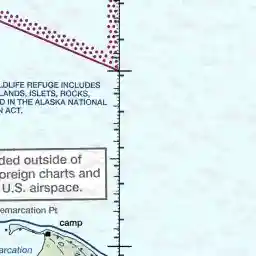 LDLIFE REFUGE INCLUDES
LANDS, ISLETS, ROCKS,
D IN THE ALASKA NATIONAL
N ACT.
ded outside of
oreign charts and
U.S. airspace.
emarcation Pt
camp
arcation